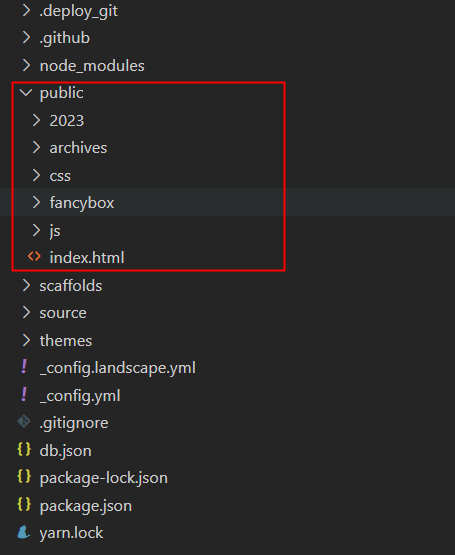 .deploy_git
.github
node_modules
public
2023
archives
css
fancybox
js
index.html
scaffolds
source
themes
_config.landscape.yml
_config.yml
.gitignore
db.json
package-lock.json
package.json
yarn.lock